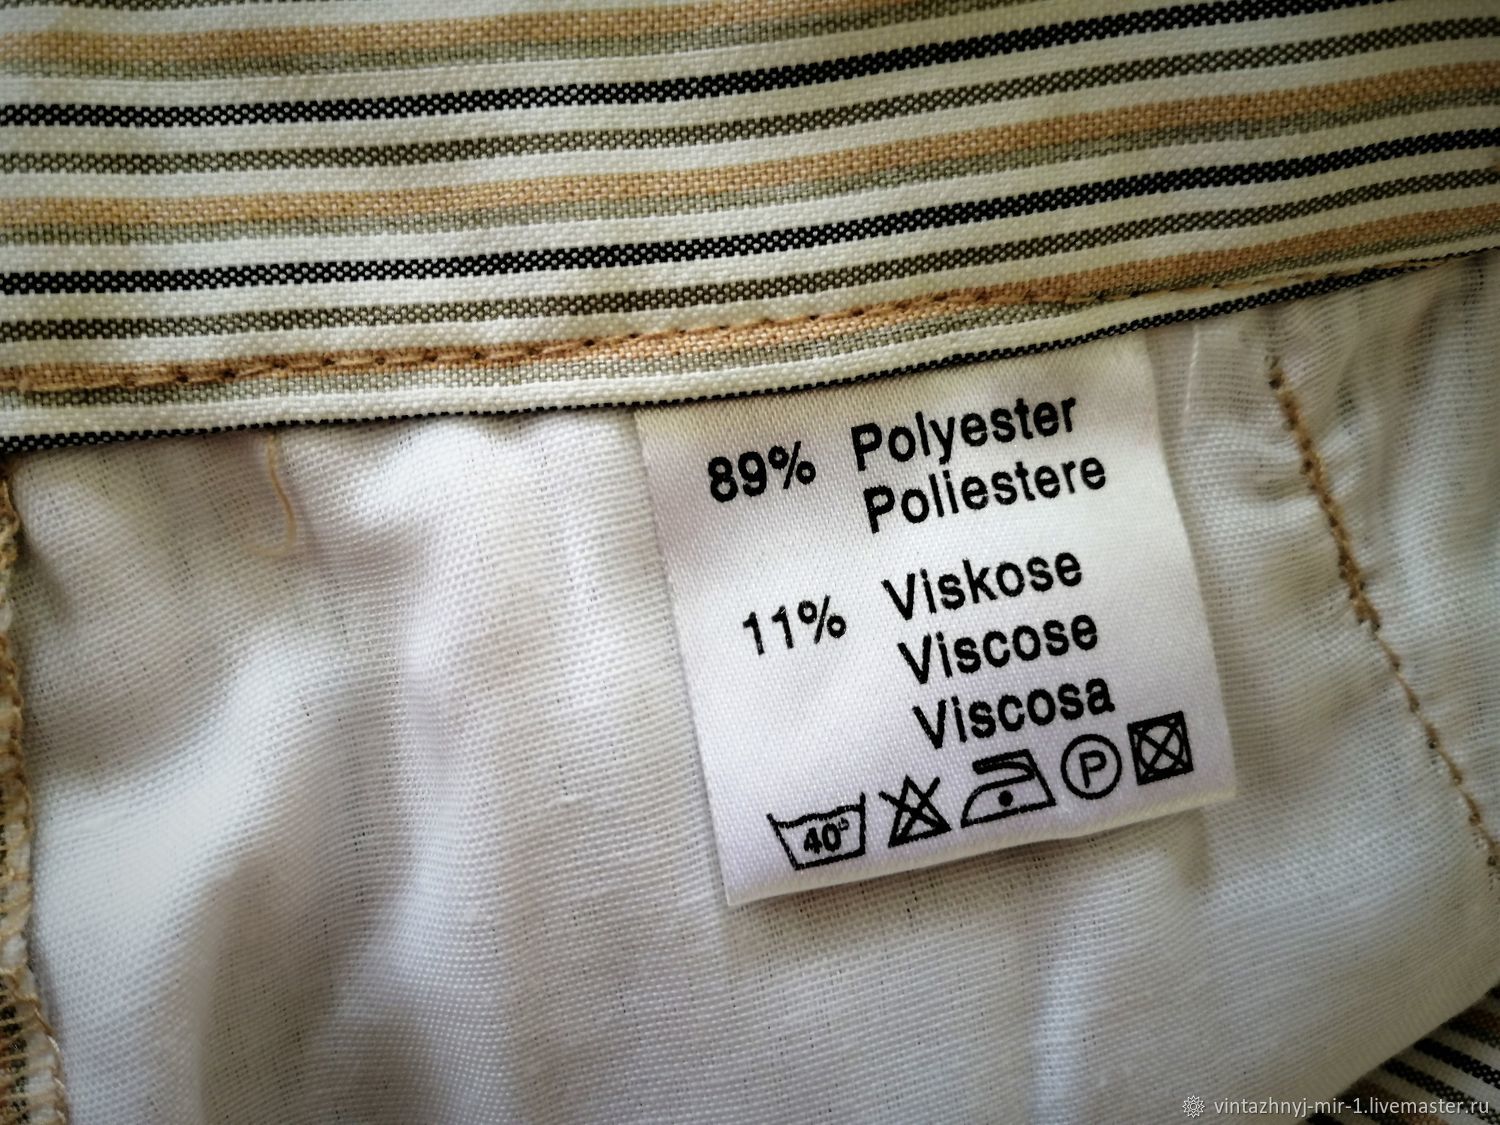 89% Polyester
Poliestere
11% Viskose
Viscose
Viscosa
40° P
vintazhnyj-mir-1.livemaster.ru